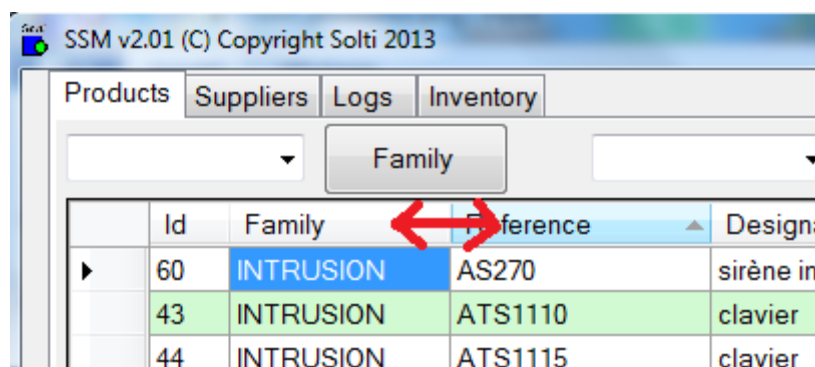 SSM v2.01 (C) Copyright Solti 2013
Products Suppliers Logs Inventory
Family
Id Family Reference Designa
60 INTRUSION AS270 sirène in
43 INTRUSION ATS1110 clavier
44 INTRUSION ATS1115 clavier